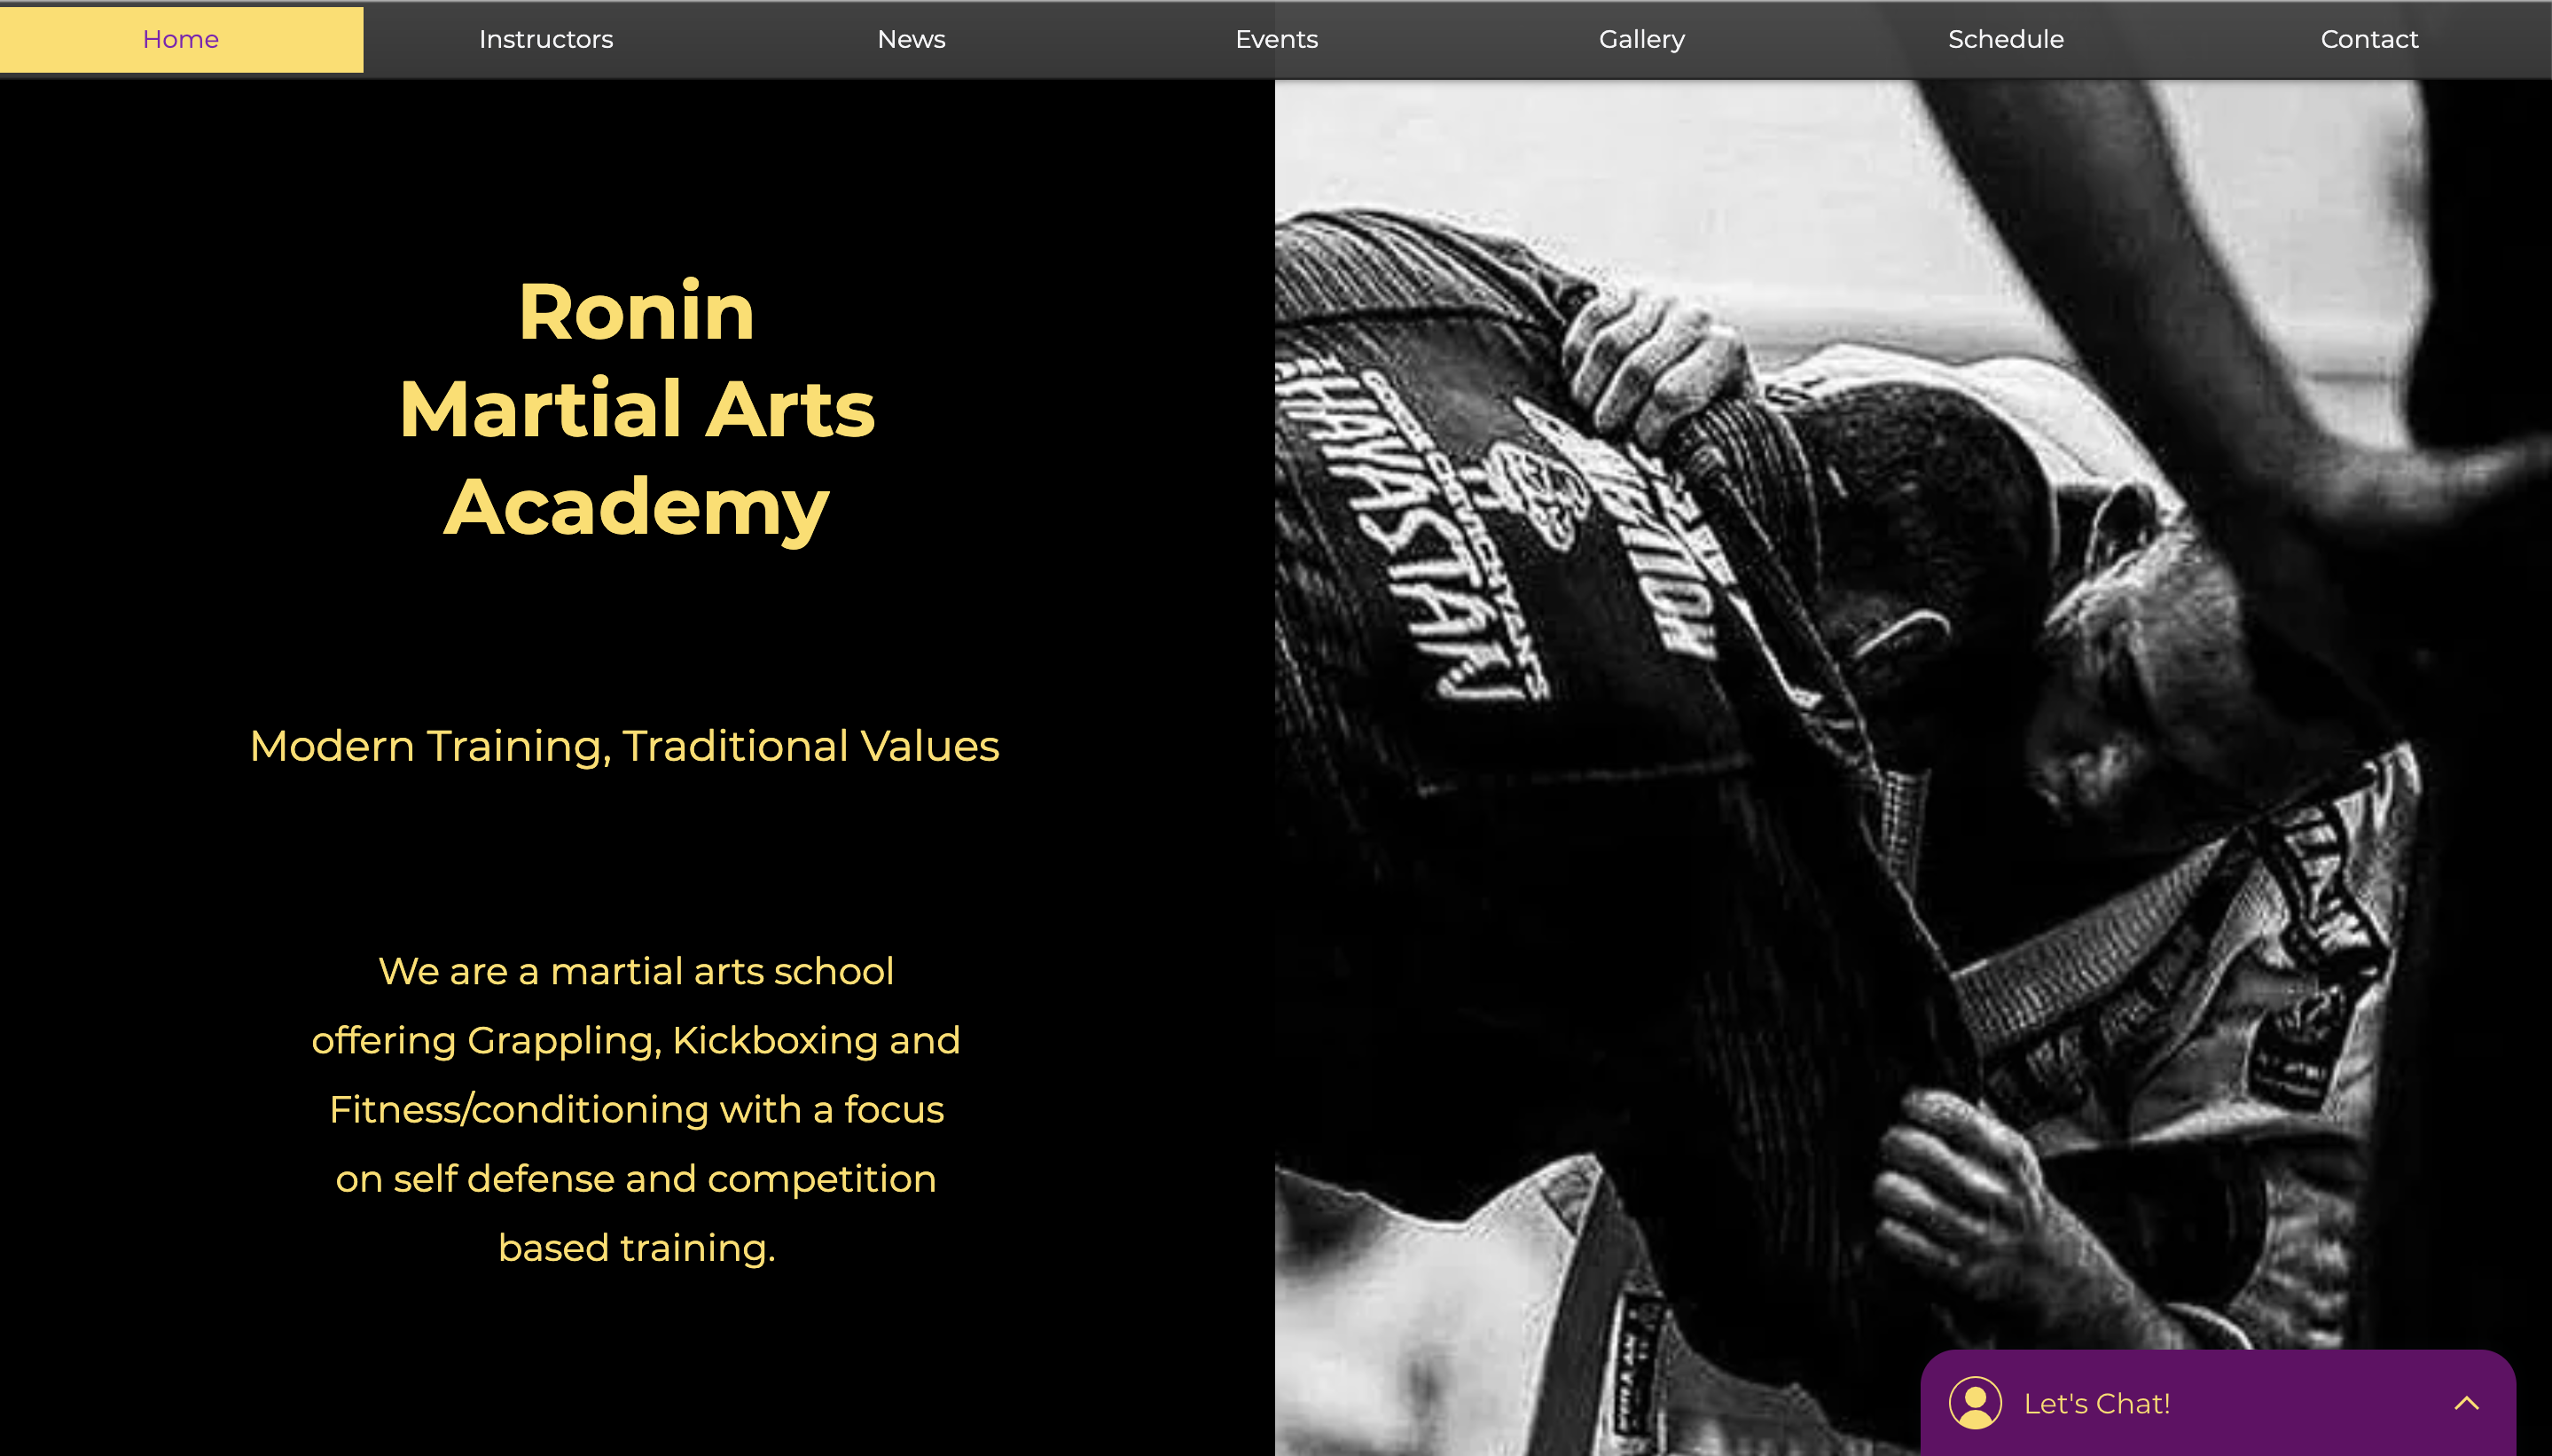 Home Instructors News Events Gallery Schedule Contact
Ronin
Martial Arts
Academy
Modern Training, Traditional Values
We are a martial arts school
offering Grappling, Kickboxing and
Fitness/conditioning with a focus
on self defense and competition
based training.
HAVASTAN
Let's Chat!